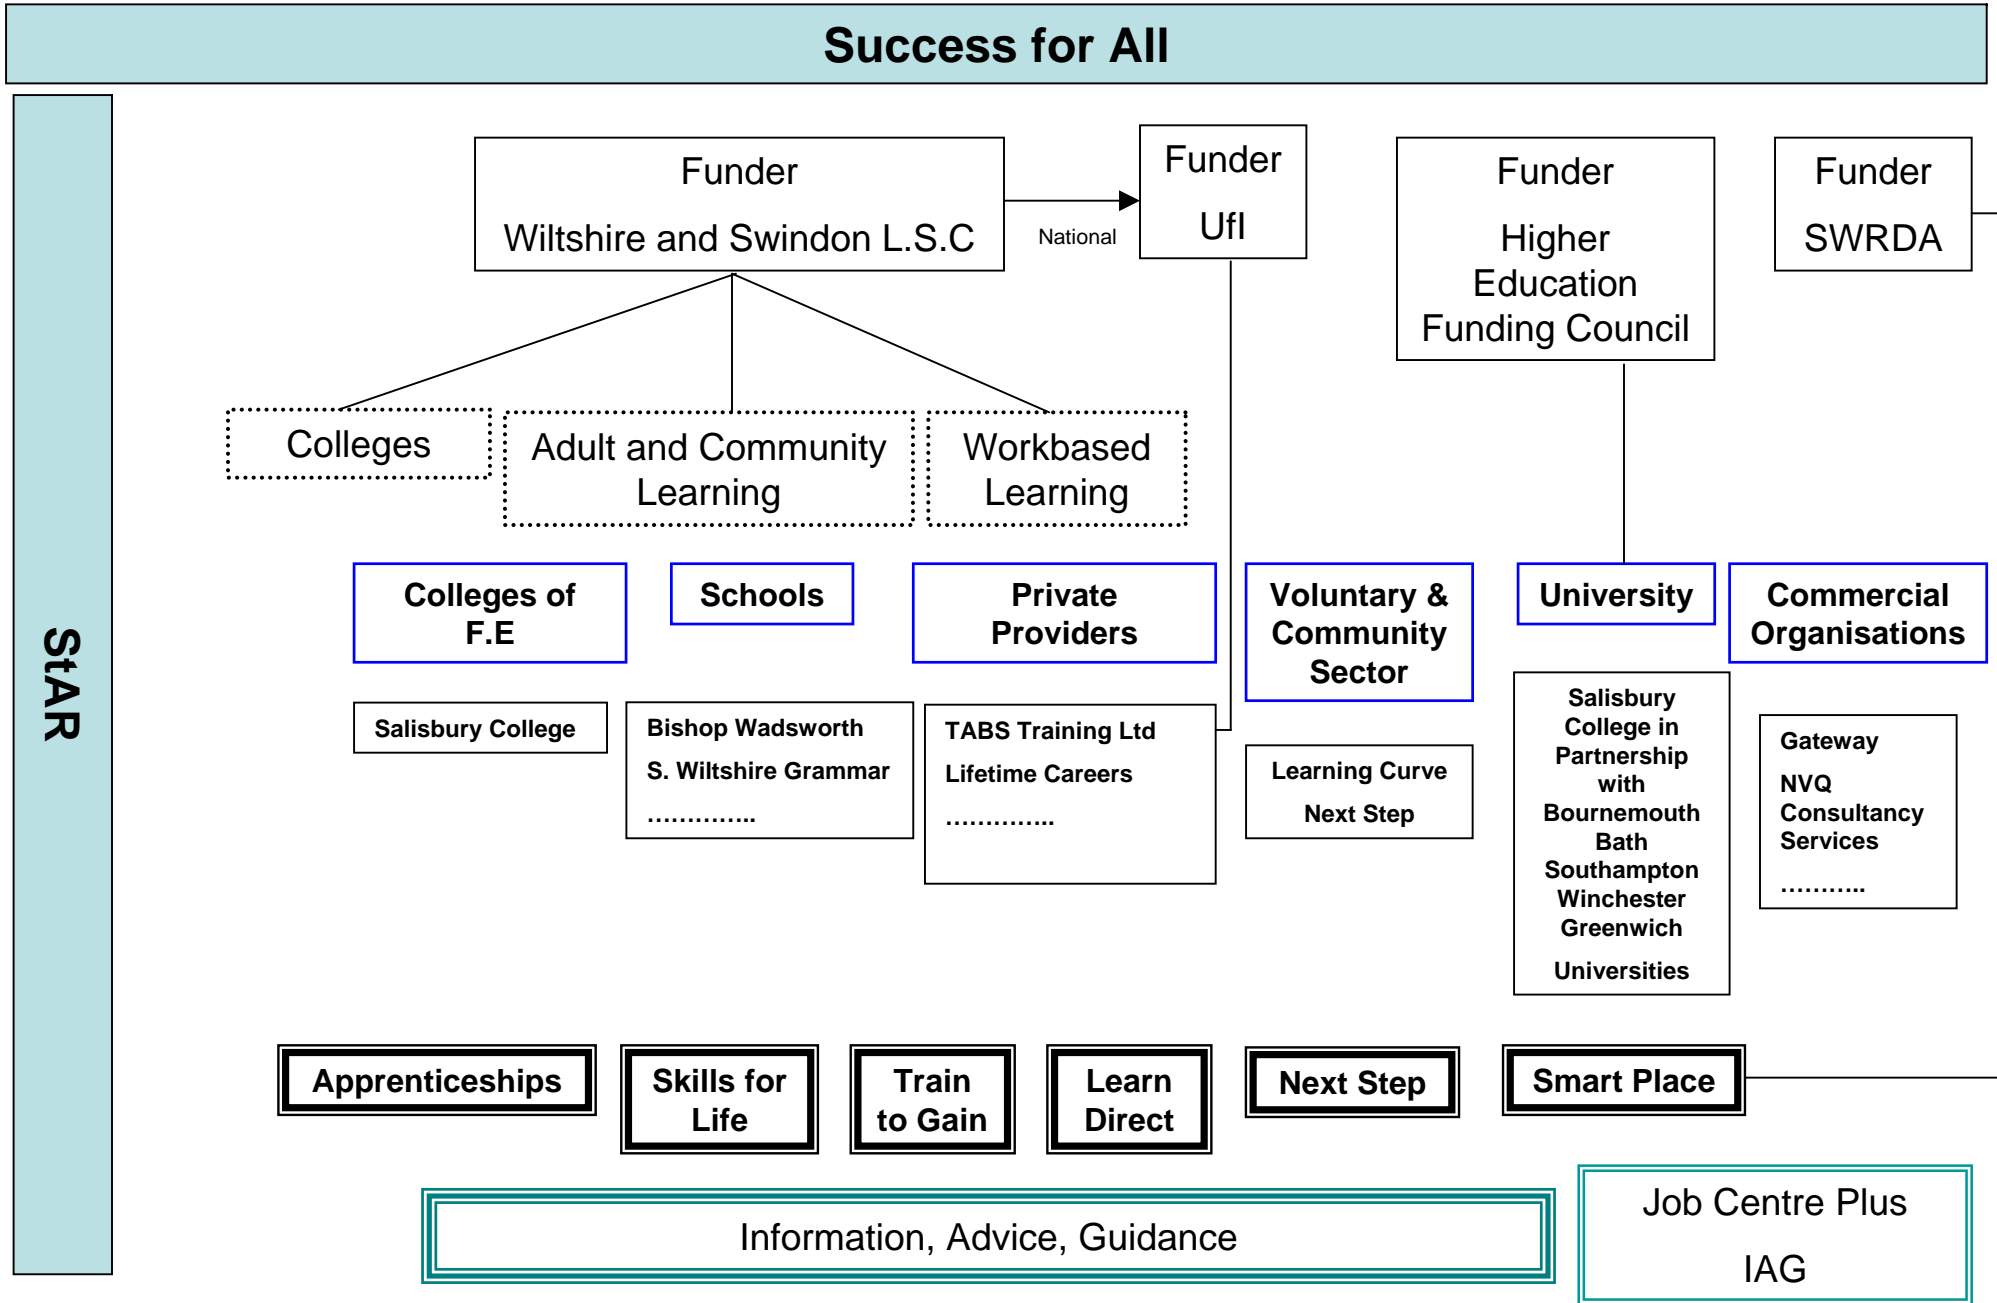 Success for All
StAR
Funder
Wiltshire and Swindon L.S.C
National
Funder
UfI
Funder
Higher
Education
Funding Council
Funder
SWRDA
Colleges
Adult and Community
Learning
Workbased
Learning
Colleges of
F.E
Schools
Private
Providers
Voluntary &
Community
Sector
University
Commercial
Organisations
Salisbury College
Bishop Wadsworth
S. Wiltshire Grammar
…………..
TABS Training Ltd
Lifetime Careers
…………..
Learning Curve
Next Step
Salisbury
College in
Partnership
with
Bournemouth
Bath
Southampton
Winchester
Greenwich
Universities
Gateway
NVQ
Consultancy
Services
………..
Apprenticeships
Skills for
Life
Train
to Gain
Learn
Direct
Next Step
Smart Place
Information, Advice, Guidance
Job Centre Plus
IAG